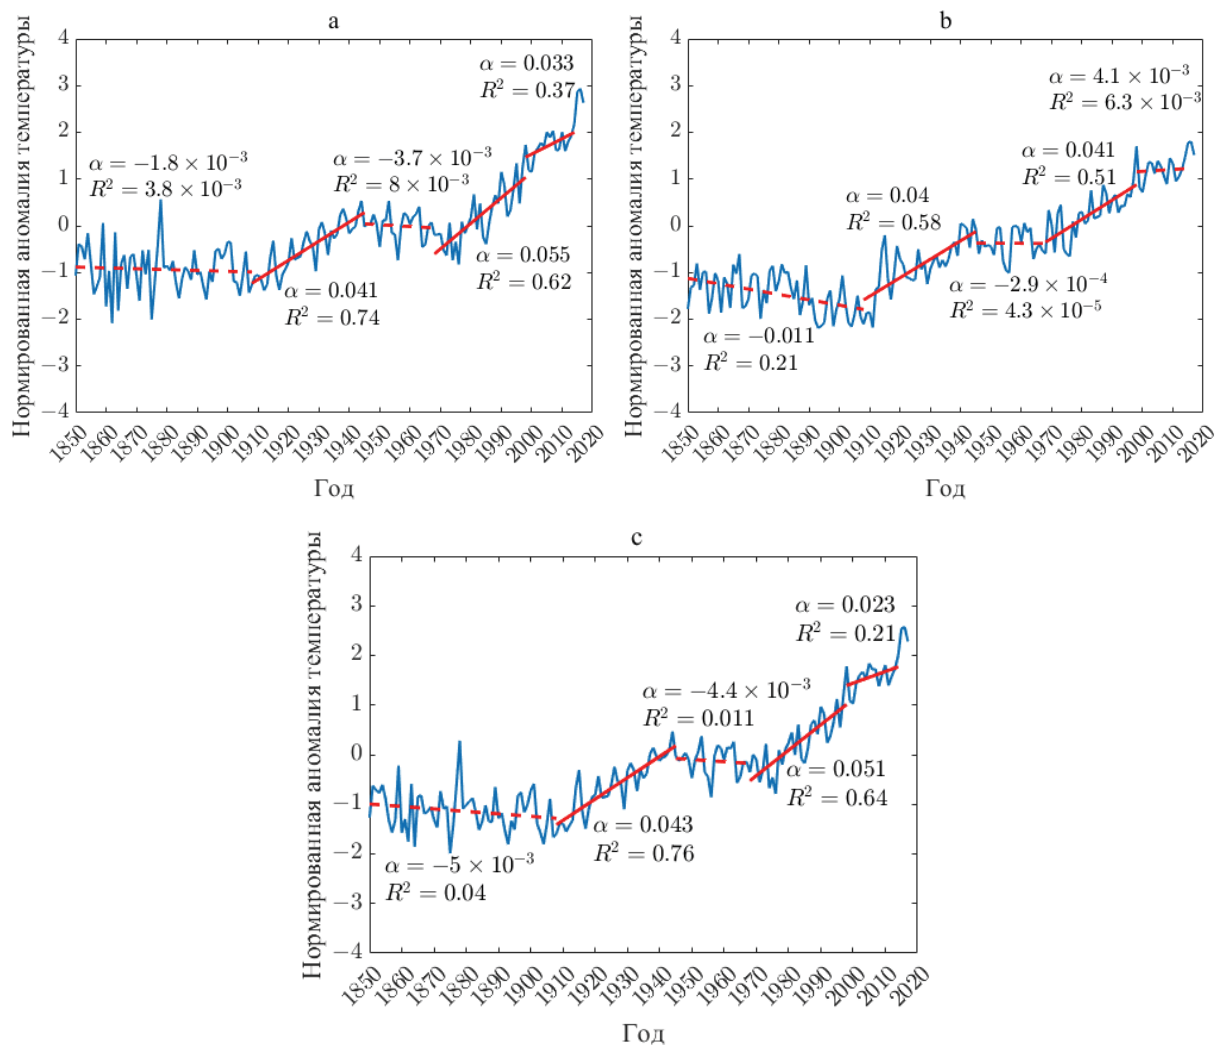 a
Нормированная аномалия температуры
4
3
2
1
0
−1
−2
−3
−4
α = −1.8 × 10⁻³
R² = 3.8 × 10⁻³
α = 0.041
R² = 0.74
α = −3.7 × 10⁻³
R² = 8 × 10⁻³
α = 0.055
R² = 0.62
α = 0.033
R² = 0.37
1850 1860 1870 1880 1890 1900 1910 1920 1930 1940 1950 1960 1970 1980 1990 2000 2010 2020
Год
b
Нормированная аномалия температуры
4
3
2
1
0
−1
−2
−3
−4
α = −0.011
R² = 0.21
α = 0.04
R² = 0.58
α = −2.9 × 10⁻⁴
R² = 4.3 × 10⁻⁵
α = 0.041
R² = 0.51
α = 4.1 × 10⁻³
R² = 6.3 × 10⁻³
1850 1860 1870 1880 1890 1900 1910 1920 1930 1940 1950 1960 1970 1980 1990 2000 2010 2020
Год
c
Нормированная аномалия температуры
4
3
2
1
0
−1
−2
−3
−4
α = −5 × 10⁻³
R² = 0.04
α = 0.043
R² = 0.76
α = −4.4 × 10⁻³
R² = 0.011
α = 0.051
R² = 0.64
α = 0.023
R² = 0.21
1850 1860 1870 1880 1890 1900 1910 1920 1930 1940 1950 1960 1970 1980 1990 2000 2010 2020
Год